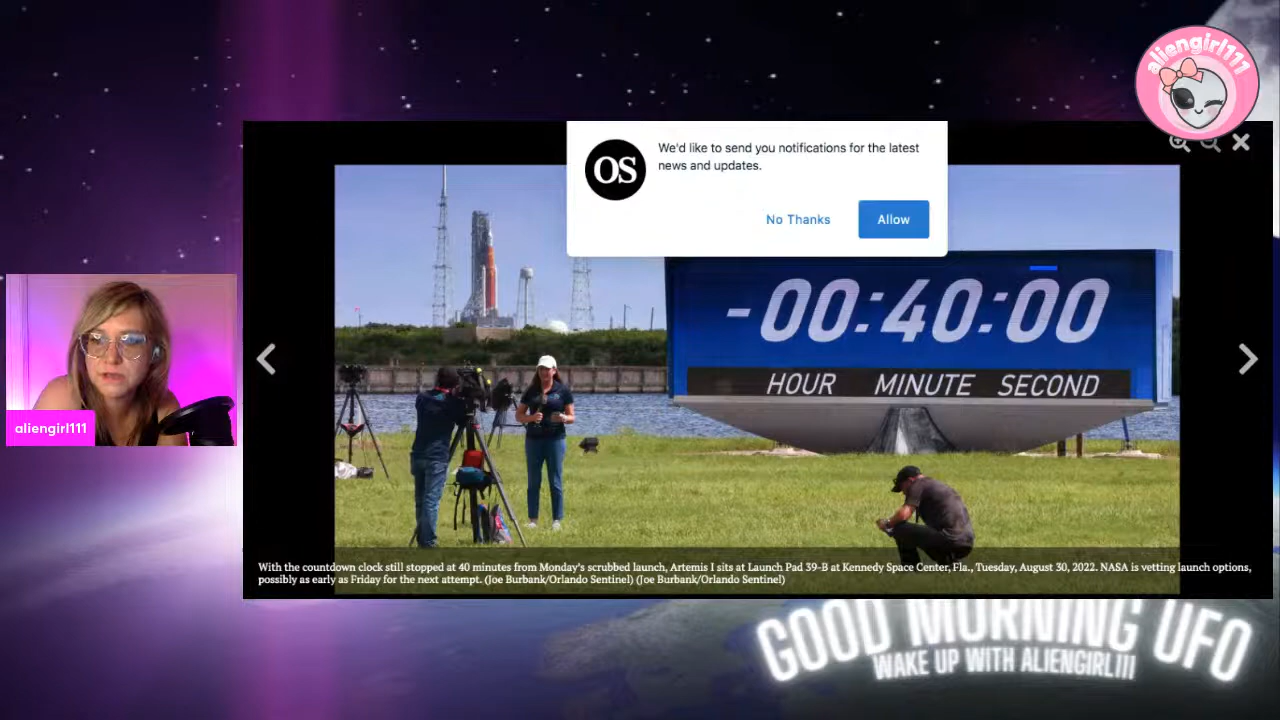 aliengirl111
We'd like to send you notifications for the latest
news and updates.
OS
No Thanks
Allow
-00:40:00
HOUR MINUTE SECOND
aliengirl111
With the countdown clock still stopped at 40 minutes from Monday's scrubbed launch, Artemis I sits at Launch Pad 39-B at Kennedy Space Center, Fla., Tuesday, August 30, 2022. NASA is vetting launch options,
possibly as early as Friday for the next attempt. (Joe Burbank/Orlando Sentinel) (Joe Burbank/Orlando Sentinel)
GOOD MORNING UFO
WAKE UP WITH ALIENGIRL111